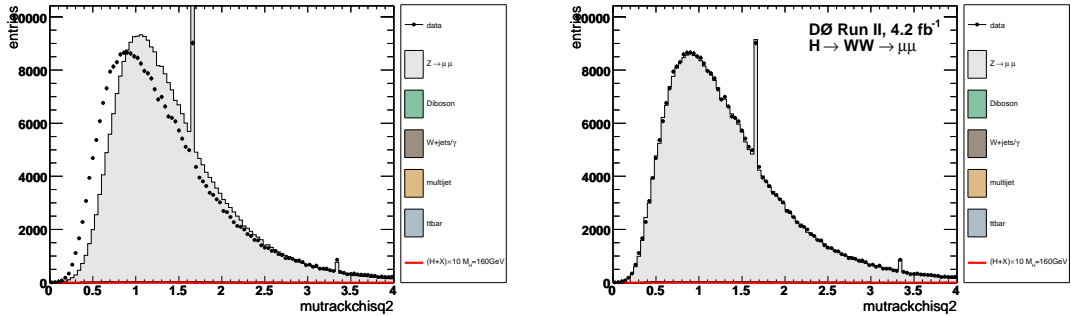 entries
10000
8000
6000
4000
2000
0
0 0.5 1 1.5 2 2.5 3 3.5 4
mutrackchisq2
data
Z → μ μ
Diboson
W+jets/γ
multijet
ttbar
(H+X)×10 M_H=160GeV
entries
10000
8000
6000
4000
2000
0
0 0.5 1 1.5 2 2.5 3 3.5 4
mutrackchisq2
DØ Run II, 4.2 fb⁻¹
H → WW → μμ
data
Z → μ μ
Diboson
W+jets/γ
multijet
ttbar
(H+X)×10 M_H=160GeV